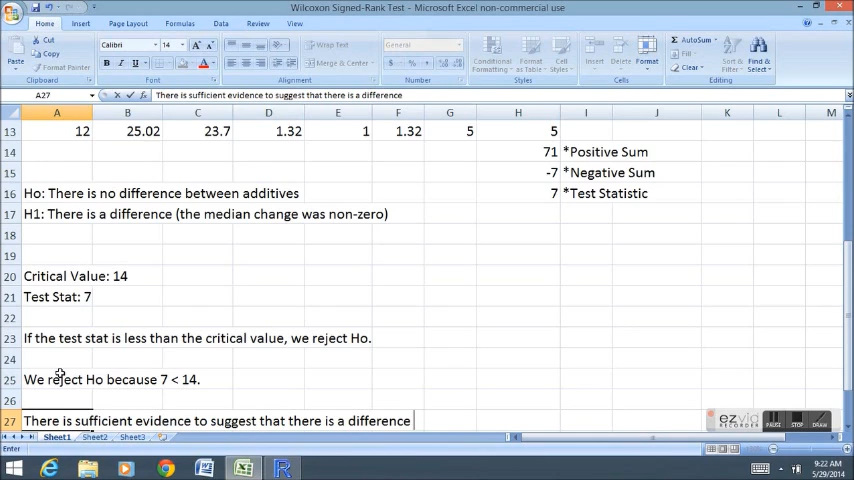 Wilcoxon Signed-Rank Test - Microsoft Excel non-commercial use
Home Insert Page Layout Formulas Data Review View
Cut
Copy
Format Painter
Paste
Clipboard
Calibri 14
B I U
Font
Wrap Text
Merge & Center
Alignment
General
$ % ,
Number
Conditional Formatting
Format as Table
Cell Styles
Styles
Insert Delete Format
Cells
AutoSum
Fill
Clear
Sort & Filter
Find & Select
Editing
A27 There is sufficient evidence to suggest that there is a difference
A B C D E F G H I J K L M
13 12 25.02 23.7 1.32 1 1.32 5 5
14 71 *Positive Sum
15 -7 *Negative Sum
16 Ho: There is no difference between additives 7 *Test Statistic
17 H1: There is a difference (the median change was non-zero)
18
19
20 Critical Value: 14
21 Test Stat: 7
22
23 If the test stat is less than the critical value, we reject Ho.
24
25 We reject Ho because 7 < 14.
26
27 There is sufficient evidence to suggest that there is a difference
ezvid
PAUSE STOP DRAW
Sheet1 Sheet2 Sheet3
Enter
9:22 AM
5/29/2014